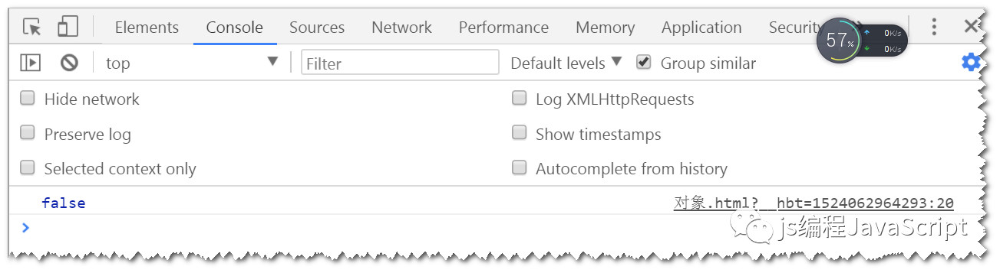 Elements Console Sources Network Performance Memory Application Security
57% 0K/s
0K/s
top Filter Default levels Group similar
Hide network Log XMLHttpRequests
Preserve log Show timestamps
Selected context only Autocomplete from history
false 对象.html?__hbt=1524062964293:20
js编程JavaScript